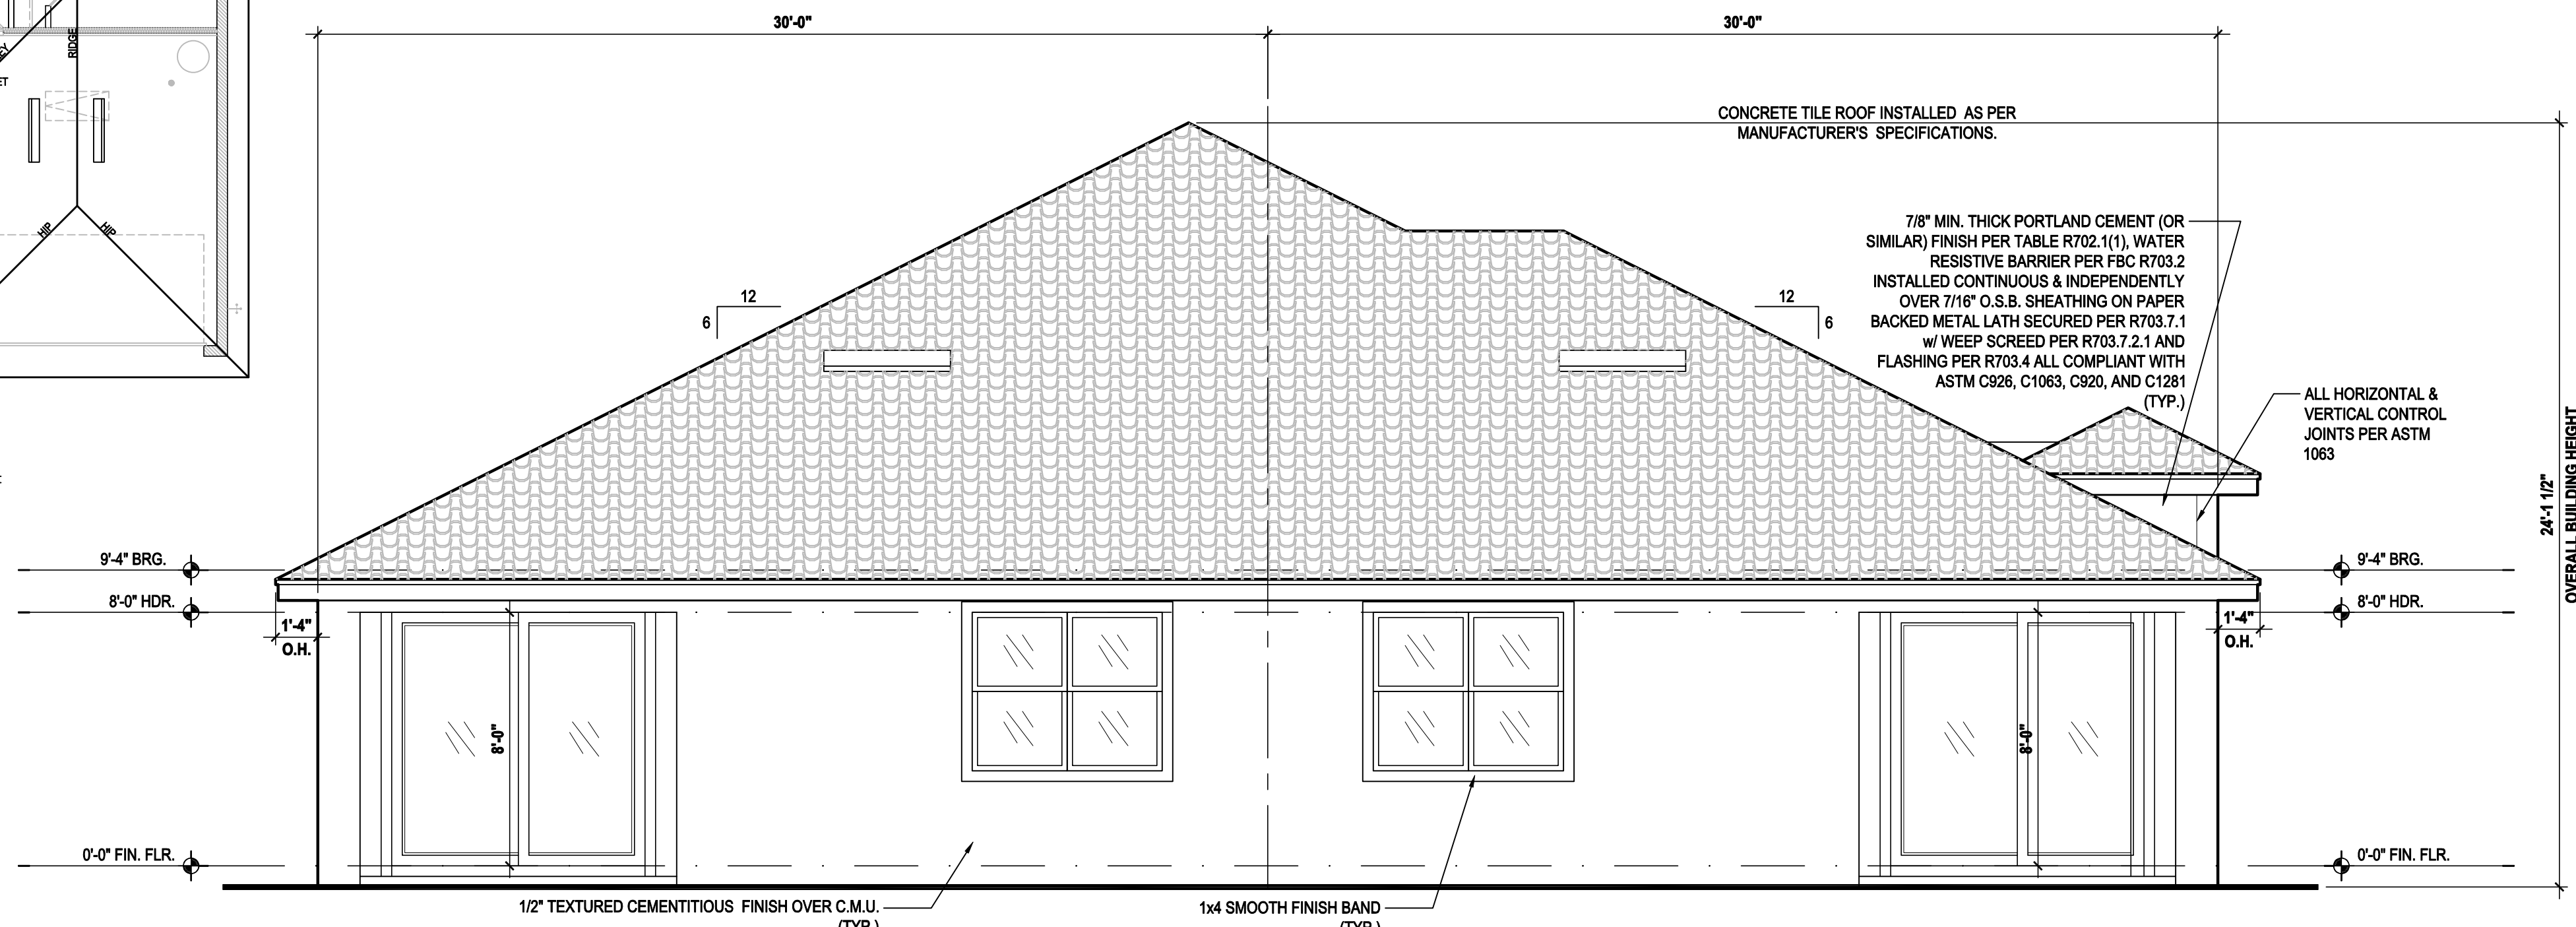 30'-0"
30'-0"
RIDGE
HIP
HIP
CONCRETE TILE ROOF INSTALLED AS PER
MANUFACTURER'S SPECIFICATIONS.
7/8" MIN. THICK PORTLAND CEMENT (OR
SIMILAR) FINISH PER TABLE R702.1(1), WATER
RESISTIVE BARRIER PER FBC R703.2
INSTALLED CONTINUOUS & INDEPENDENTLY
OVER 7/16" O.S.B. SHEATHING ON PAPER
BACKED METAL LATH SECURED PER R703.7.1
w/ WEEP SCREED PER R703.7.2.1 AND
FLASHING PER R703.4 ALL COMPLIANT WITH
ASTM C926, C1063, C920, AND C1281
(TYP.)
12
6
12
6
ALL HORIZONTAL &
VERTICAL CONTROL
JOINTS PER ASTM
1063
24'-1 1/2"
OVERALL BUILDING HEIGHT
9'-4" BRG.
9'-4" BRG.
8'-0" HDR.
8'-0" HDR.
1'-4"
O.H.
1'-4"
O.H.
8'-0"
8'-0"
0'-0" FIN. FLR.
0'-0" FIN. FLR.
1/2" TEXTURED CEMENTITIOUS FINISH OVER C.M.U.
(TYP.)
1x4 SMOOTH FINISH BAND
(TYP.)